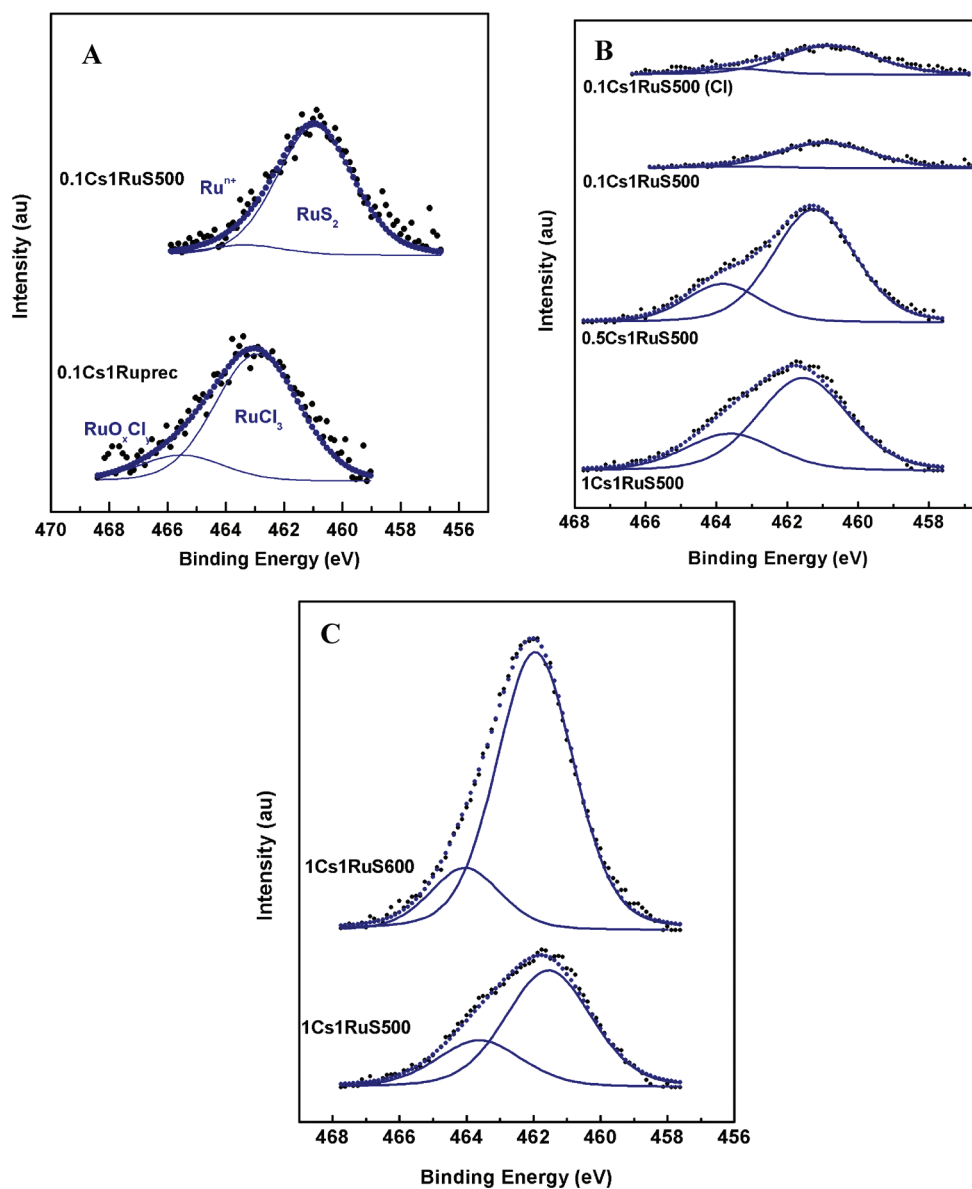 A
0.1Cs1RuS500
Ruⁿ⁺
RuS₂
0.1Cs1Ruprec
RuOₓClᵧ
RuCl₃
Intensity (au)
470 468 466 464 462 460 458 456
Binding Energy (eV)
B
0.1Cs1RuS500 (Cl)
0.1Cs1RuS500
0.5Cs1RuS500
1Cs1RuS500
Intensity (au)
468 466 464 462 460 458
Binding Energy (eV)
C
1Cs1RuS600
1Cs1RuS500
Intensity (au)
468 466 464 462 460 458 456
Binding Energy (eV)